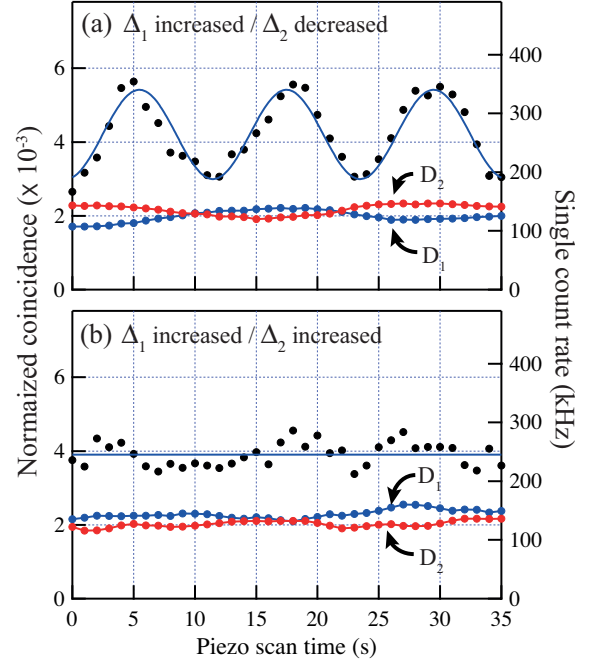 (a) Δ₁ increased / Δ₂ decreased
6
4
2
0
400
300
200
100
0
D₂
D₁
(b) Δ₁ increased / Δ₂ increased
6
4
2
0
400
300
200
100
0
D₁
D₂
0 5 10 15 20 25 30 35
Piezo scan time (s)
Normaized coincidence (x 10⁻³)
Single count rate (kHz)